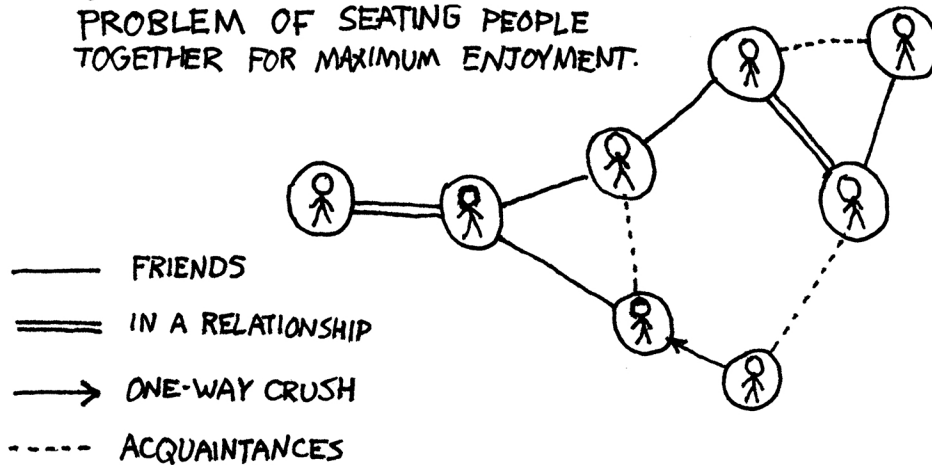 PROBLEM OF SEATING PEOPLE
TOGETHER FOR MAXIMUM ENJOYMENT.
FRIENDS
IN A RELATIONSHIP
ONE-WAY CRUSH
ACQUAINTANCES